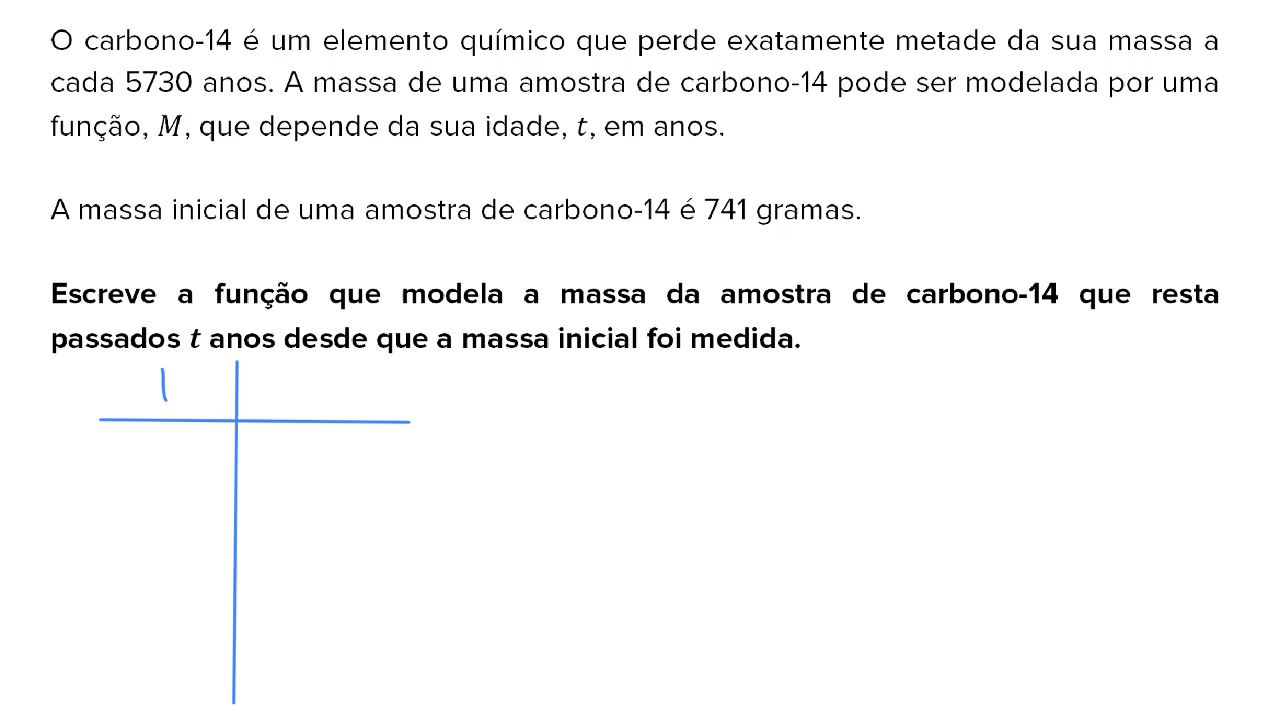 O carbono-14 é um elemento químico que perde exatamente metade da sua massa a
cada 5730 anos. A massa de uma amostra de carbono-14 pode ser modelada por uma
função, M, que depende da sua idade, t, em anos.
A massa inicial de uma amostra de carbono-14 é 741 gramas.
Escreve a função que modela a massa da amostra de carbono-14 que resta
passados t anos desde que a massa inicial foi medida.